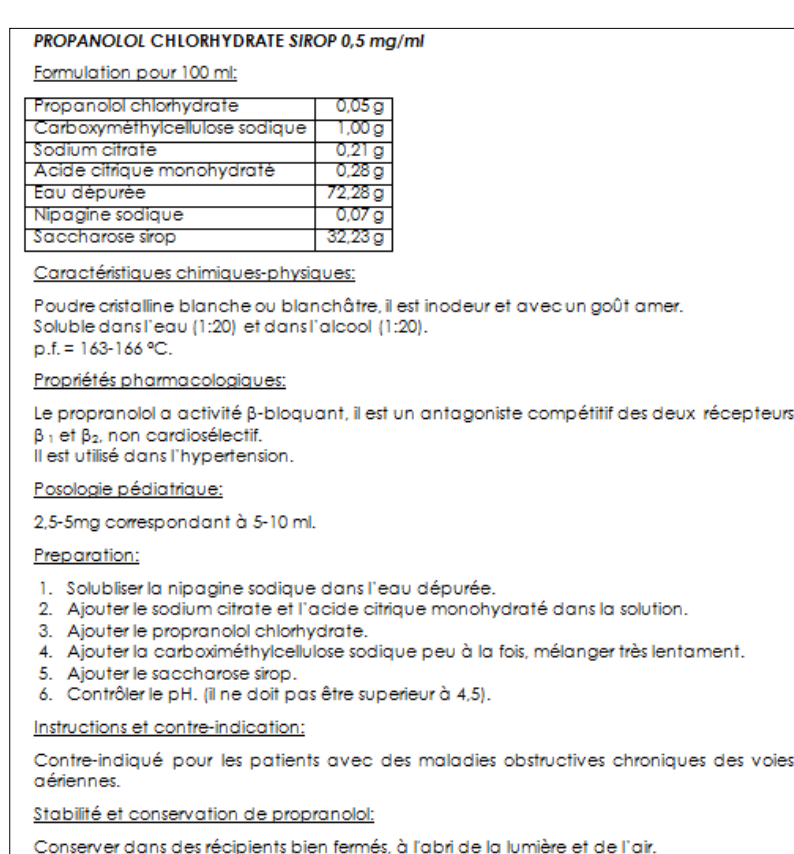 PROPANOLOL CHLORHYDRATE SIROP 0,5 mg/ml
Formulation pour 100 ml:
Propanolol chlorhydrate 0,05 g
Carboxyméthylcellulose sodique 1,00 g
Sodium citrate 0,21 g
Acide citrique monohydraté 0,28 g
Eau dépurée 72,28 g
Nipagine sodique 0,07 g
Saccharose sirop 32,23 g
Caractéristiques chimiques-physiques:
Poudre cristalline blanche ou blanchâtre, il est inodeur et avec un goût amer.
Soluble dans l'eau (1:20) et dans l'alcool (1:20).
p.f. = 163-166 ºC.
Propriétés pharmacologiques:
Le propranolol a activité β-bloquant, il est un antagoniste compétitif des deux récepteurs
β₁ et β₂, non cardiosélectif.
Il est utilisé dans l'hypertension.
Posologie pédiatrique:
2,5-5mg correspondant à 5-10 ml.
Preparation:
1. Solubliser la nipagine sodique dans l'eau dépurée.
2. Ajouter le sodium citrate et l'acide citrique monohydraté dans la solution.
3. Ajouter le propranolol chlorhydrate.
4. Ajouter la carboximéthylcellulose sodique peu à la fois, mélanger très lentament.
5. Ajouter le saccharose sirop.
6. Contrôler le pH. (il ne doit pas être superieur à 4,5).
Instructions et contre-indication:
Contre-indiqué pour les patients avec des maladies obstructives chroniques des voies
aériennes.
Stabilité et conservation de propranolol:
Conserver dans des récipients bien fermés, à l'abri de la lumière et de l'air.